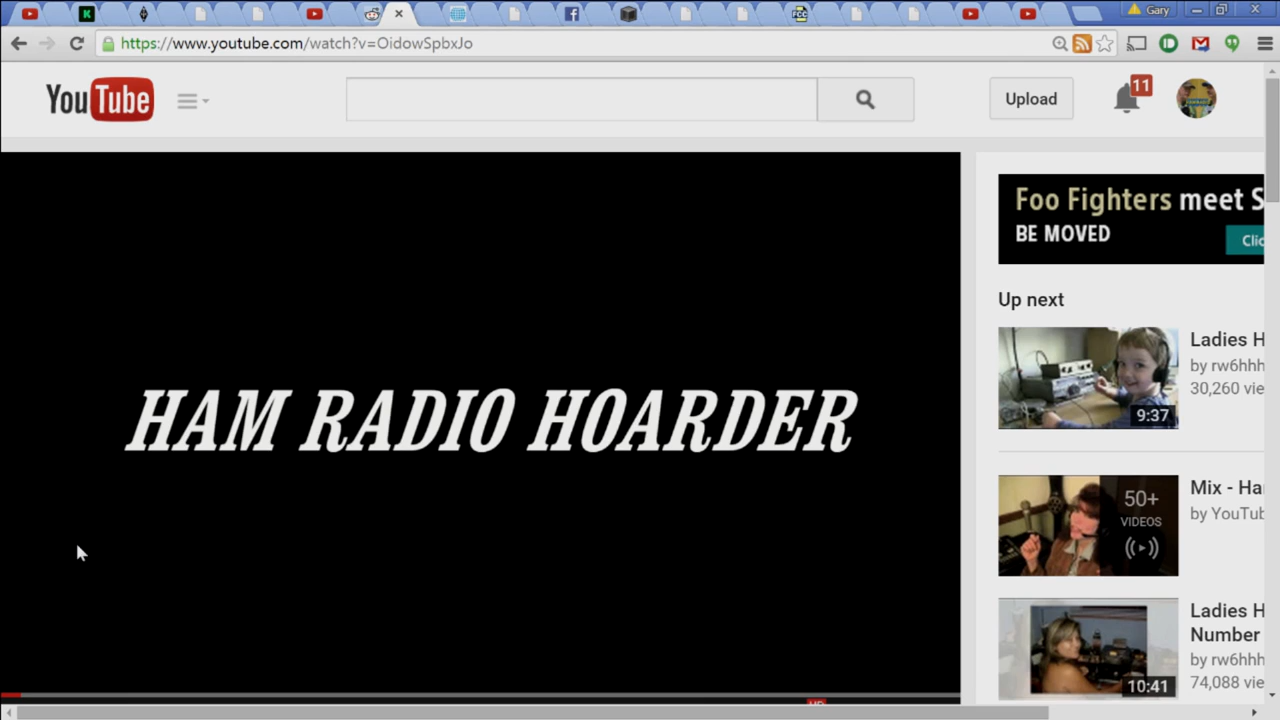 Gary
https://www.youtube.com/watch?v=OidowSpbxJo
YouTube
Upload
11
Foo Fighters meet S
BE MOVED
Clic
HAM RADIO HOARDER
Up next
Ladies H
by rw6hhh
30,260 vie
9:37
Mix - Ha
by YouTub
50+
VIDEOS
Ladies H
Number
by rw6hhh
74,088 vie
10:41
K
FCC